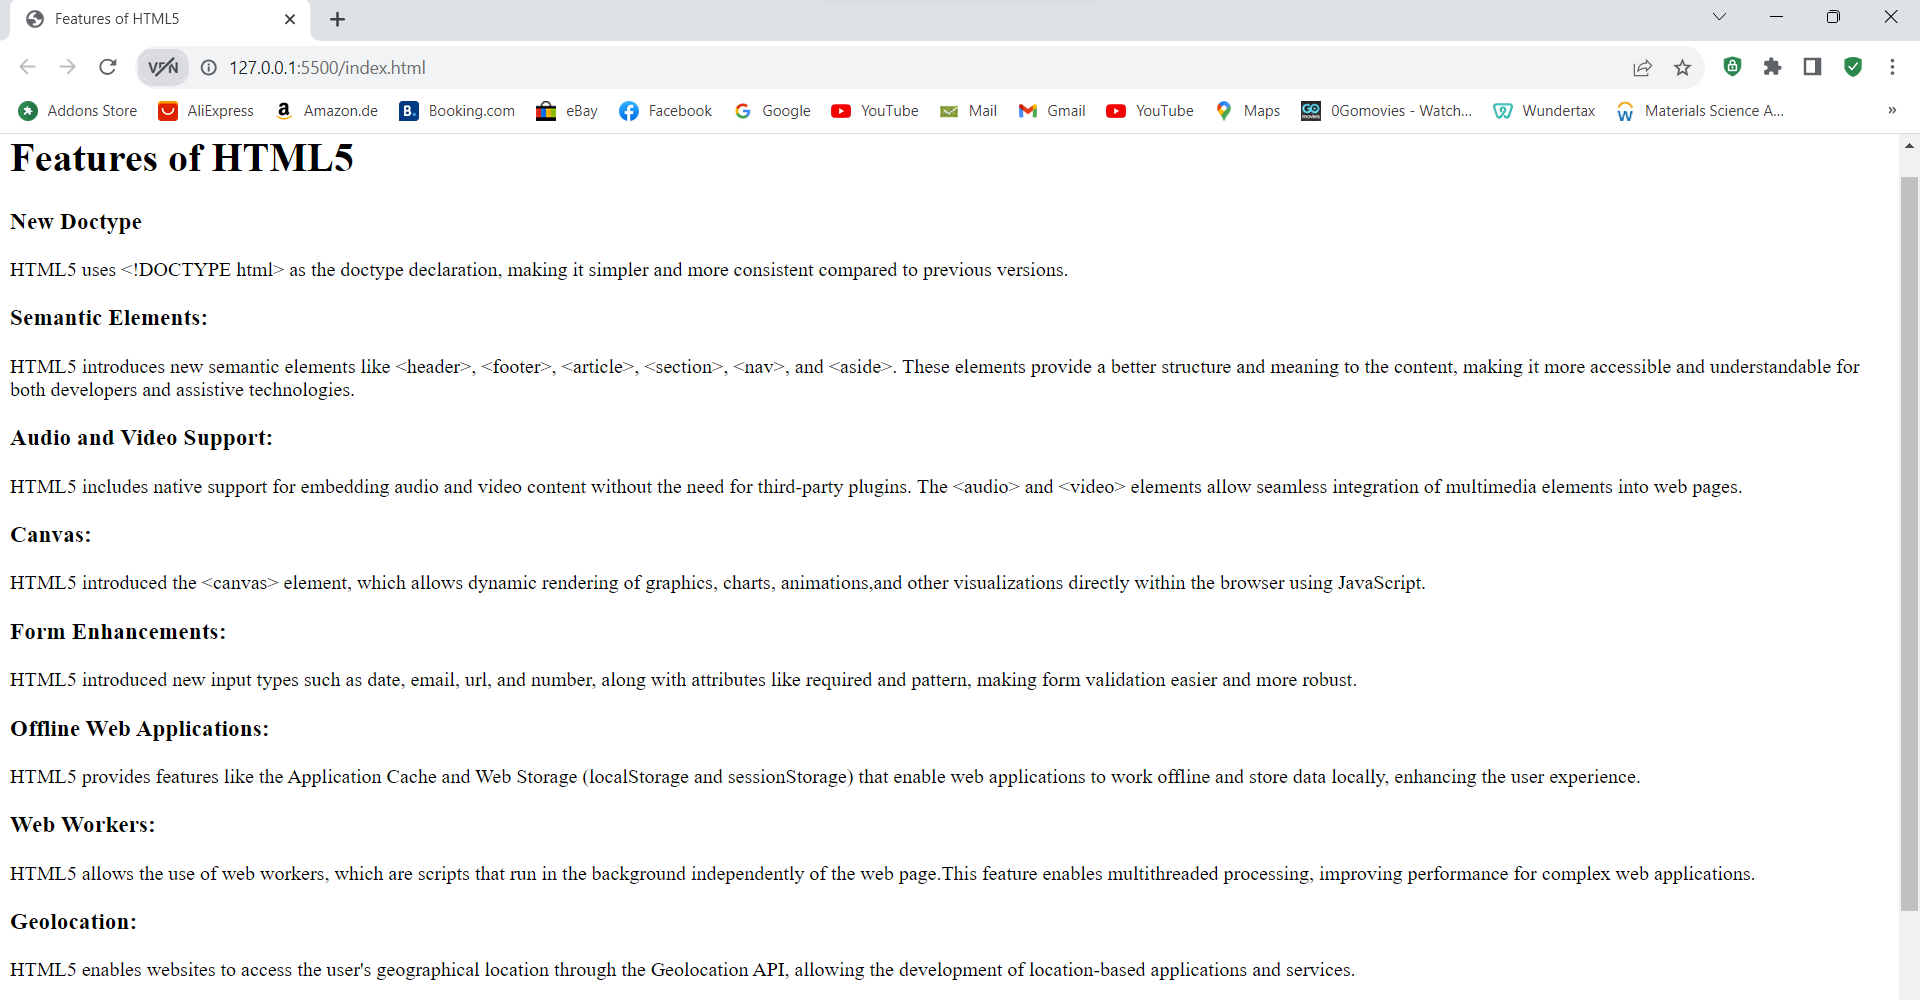 Features of HTML5
VPN
127.0.0.1:5500/index.html
Addons Store AliExpress Amazon.de Booking.com eBay Facebook Google YouTube Mail Gmail YouTube Maps 0Gomovies - Watch... Wundertax Materials Science A... »
Features of HTML5
New Doctype
HTML5 uses <!DOCTYPE html> as the doctype declaration, making it simpler and more consistent compared to previous versions.
Semantic Elements:
HTML5 introduces new semantic elements like <header>, <footer>, <article>, <section>, <nav>, and <aside>. These elements provide a better structure and meaning to the content, making it more accessible and understandable for
both developers and assistive technologies.
Audio and Video Support:
HTML5 includes native support for embedding audio and video content without the need for third-party plugins. The <audio> and <video> elements allow seamless integration of multimedia elements into web pages.
Canvas:
HTML5 introduced the <canvas> element, which allows dynamic rendering of graphics, charts, animations,and other visualizations directly within the browser using JavaScript.
Form Enhancements:
HTML5 introduced new input types such as date, email, url, and number, along with attributes like required and pattern, making form validation easier and more robust.
Offline Web Applications:
HTML5 provides features like the Application Cache and Web Storage (localStorage and sessionStorage) that enable web applications to work offline and store data locally, enhancing the user experience.
Web Workers:
HTML5 allows the use of web workers, which are scripts that run in the background independently of the web page.This feature enables multithreaded processing, improving performance for complex web applications.
Geolocation:
HTML5 enables websites to access the user's geographical location through the Geolocation API, allowing the development of location-based applications and services.